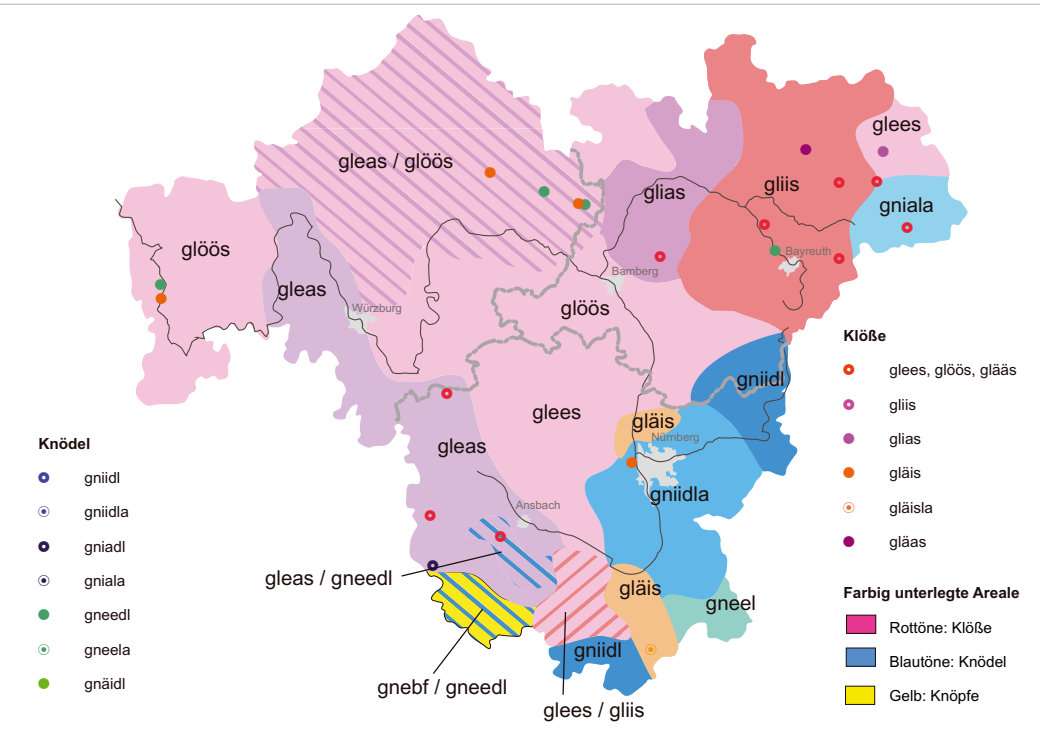 glees
gleas / glöös
glias
gliis
gniala
glöös
Bayreuth
Bamberg
gleas
Würzburg
glöös
Klöße
glees, glöös, glääs
gliis
glias
gläis
gläisla
gläas
gniidl
glees
gläis
Nürnberg
gleas
gniidla
Ansbach
Knödel
gniidl
gniidla
gniadl
gniala
gneedl
gneela
gnäidl
gleas / gneedl
gläis
gneel
gniidl
gnebf / gneedl
glees / gliis
Farbig unterlegte Areale
Rottöne: Klöße
Blautöne: Knödel
Gelb: Knöpfe